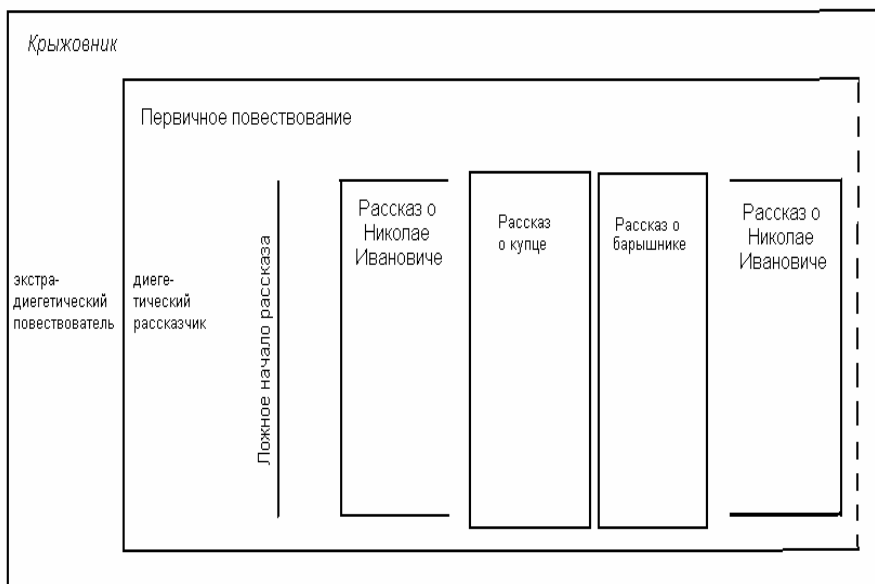 Крыжовник
Первичное повествование
экстра-
диегетический
повествователь
диеге-
тический
рассказчик
Ложное начало рассказа
Рассказ о
Николае
Ивановиче
Рассказ
о купце
Рассказ о
барышнике
Рассказ о
Николае
Ивановиче